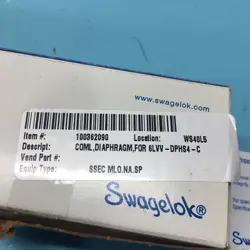 www.swagelok.com
Item #: 100362090 Location: WS40L5
Descript: COML,DIAPHRAGM,FOR 6LVV-DPHS4-C
Vend Part #:
Equip Type: SSEC MLO.NA.SP
Swagelok